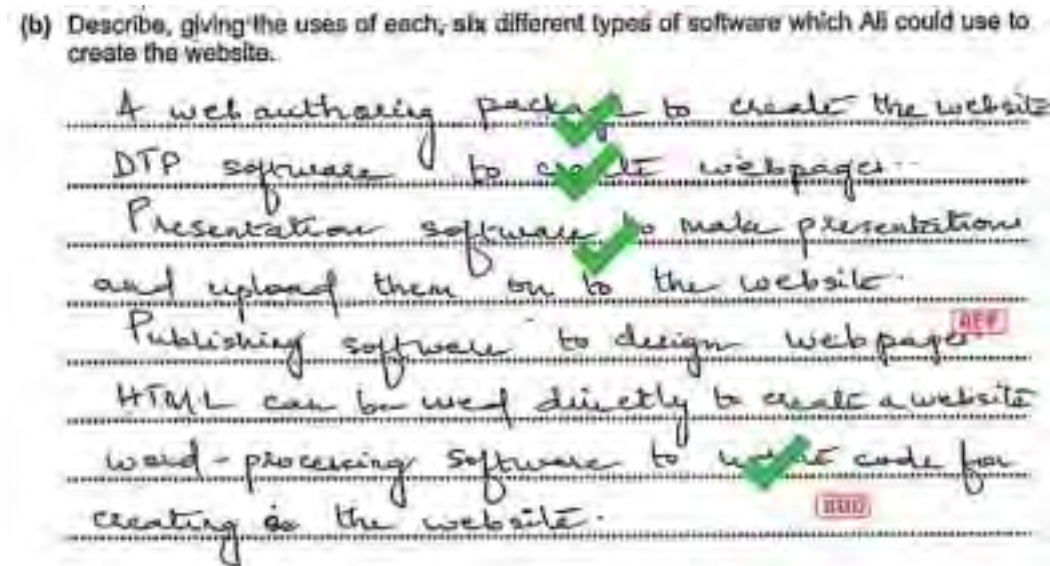 (b) Describe, giving the uses of each, six different types of software which Ali could use to
create the website.
A web authoring package to create the website
DTP software to create webpages.
Presentation software to make presentations
and upload them on to the website.
Publishing software to design webpages
REP
HTML can be used directly to create a website
word-processing software to write code for
creating the website.
BOD